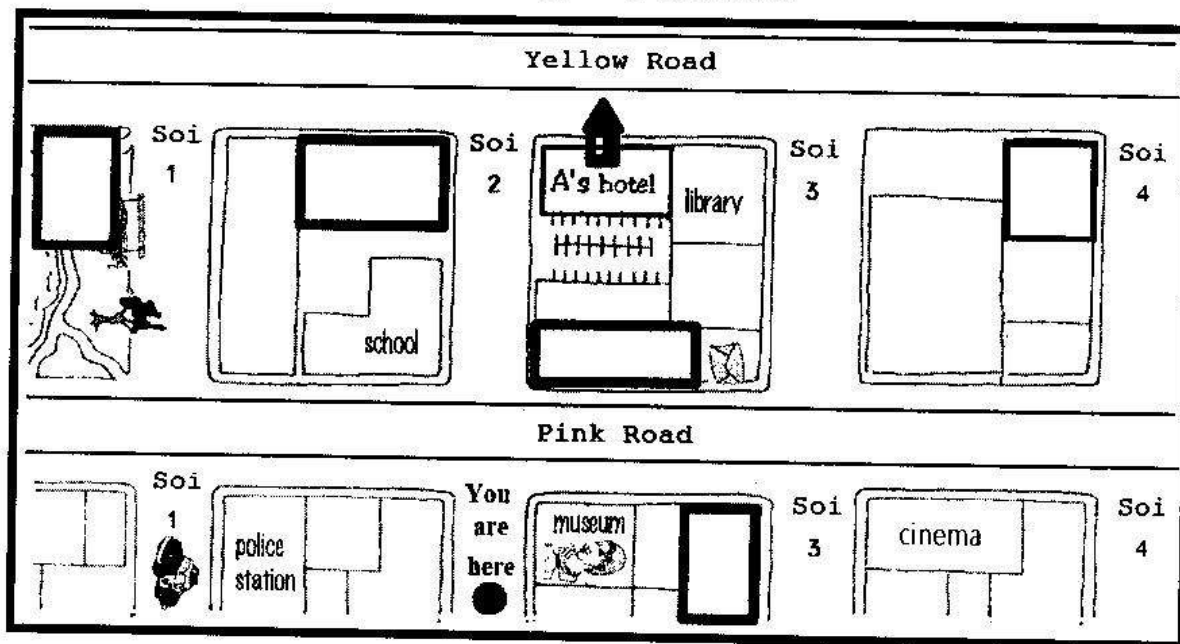 Yellow Road
Soi
1
Soi
2
A's hotel
library
Soi
3
Soi
4
school
Pink Road
Soi
1
police
station
You
are
here
museum
Soi
3
cinema
Soi
4